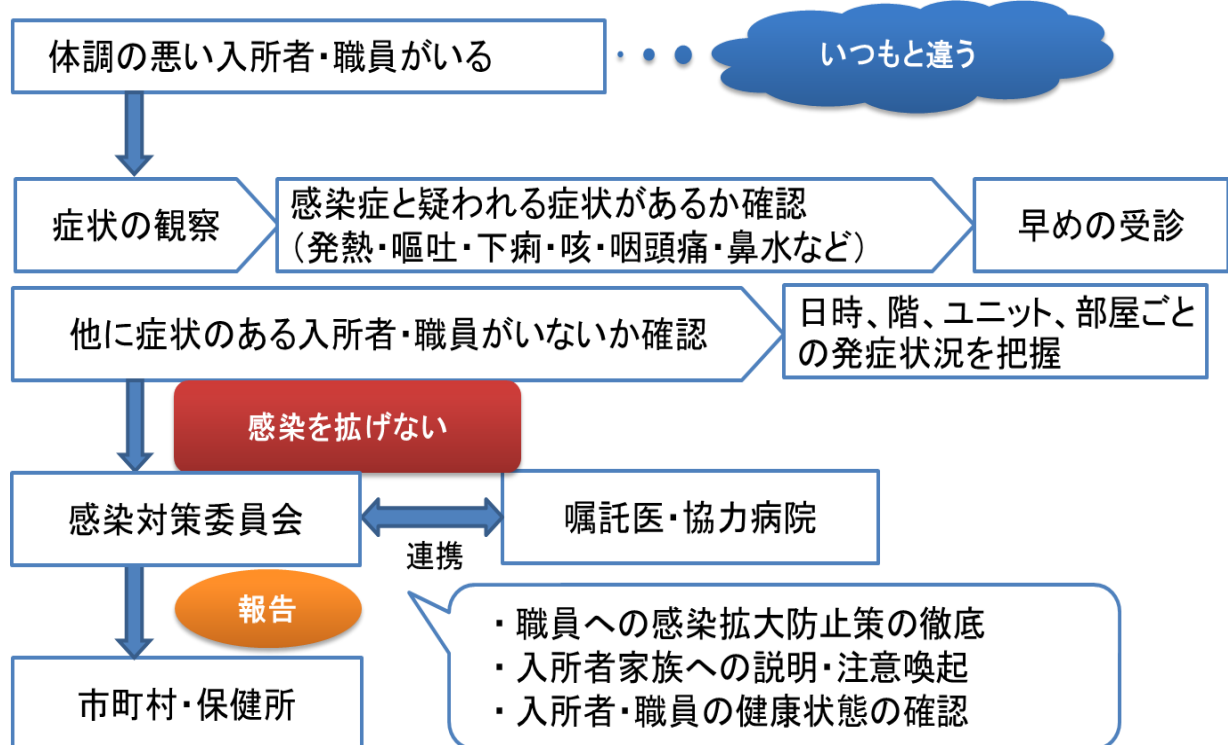 体調の悪い入所者・職員がいる
いつもと違う
症状の観察
感染症と疑われる症状があるか確認
（発熱・嘔吐・下痢・咳・咽頭痛・鼻水など）
早めの受診
他に症状のある入所者・職員がいないか確認
日時、階、ユニット、部屋ごと
の発症状況を把握
感染を拡げない
感染対策委員会
連携
嘱託医・協力病院
報告
・職員への感染拡大防止策の徹底
・入所者家族への説明・注意喚起
・入所者・職員の健康状態の確認
市町村・保健所